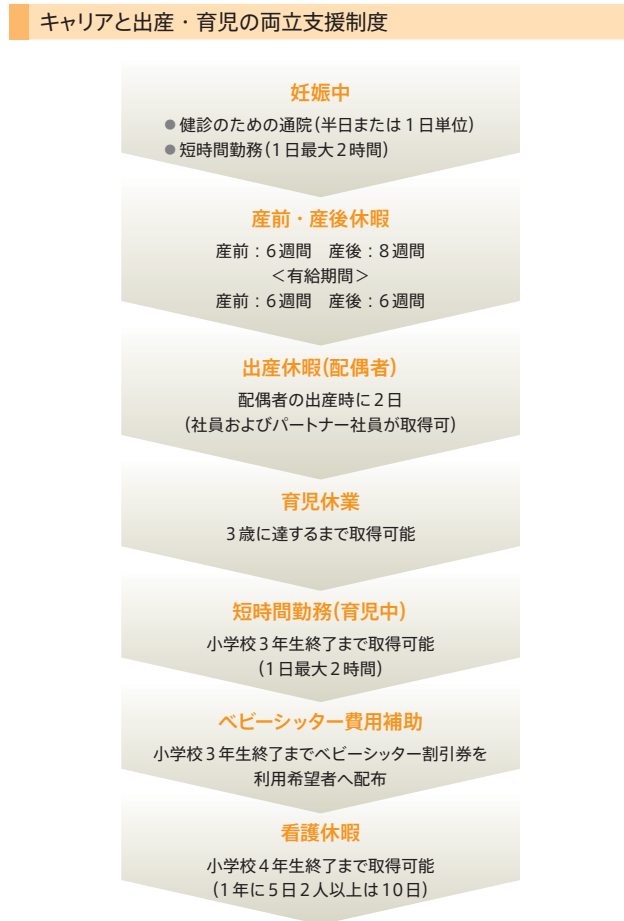 キャリアと出産・育児の両立支援制度
妊娠中
●健診のための通院(半日または1日単位)
●短時間勤務(1日最大2時間)
産前・産後休暇
産前：6週間　産後：8週間
＜有給期間＞
産前：6週間　産後：6週間
出産休暇(配偶者)
配偶者の出産時に2日
(社員およびパートナー社員が取得可)
育児休業
3歳に達するまで取得可能
短時間勤務(育児中)
小学校3年生終了まで取得可能
(1日最大2時間)
ベビーシッター費用補助
小学校3年生終了までベビーシッター割引券を
利用希望者へ配布
看護休暇
小学校4年生終了まで取得可能
(1年に5日2人以上は10日)